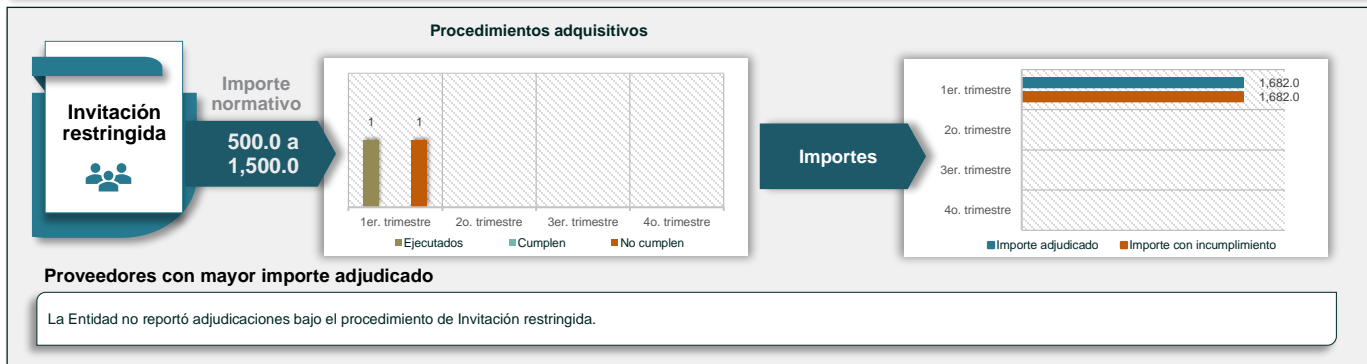 Procedimientos adquisitivos
Invitación
restringida
Importe
normativo
500.0 a
1,500.0
1
1
1er. trimestre
2o. trimestre
3er. trimestre
4o. trimestre
Ejecutados
Cumplen
No cumplen
Importes
1er. trimestre
1,682.0
1,682.0
2o. trimestre
3er. trimestre
4o. trimestre
Importe adjudicado
Importe con incumplimiento
Proveedores con mayor importe adjudicado
La Entidad no reportó adjudicaciones bajo el procedimiento de Invitación restringida.